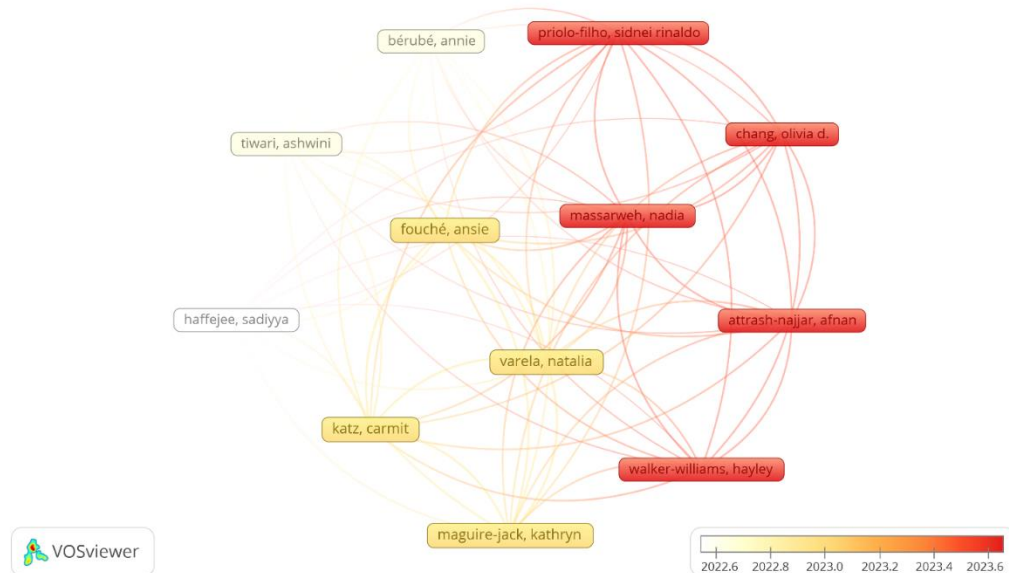 priolo-filho, sidnei rinaldo
bérubé, annie
chang, olivia d.
tiwari, ashwini
massarweh, nadia
fouché, ansie
haffejee, sadiyya
attrash-najjar, afnan
varela, natalia
katz, carmit
walker-williams, hayley
maguire-jack, kathryn
VOSviewer
2022.6 2022.8 2023.0 2023.2 2023.4 2023.6